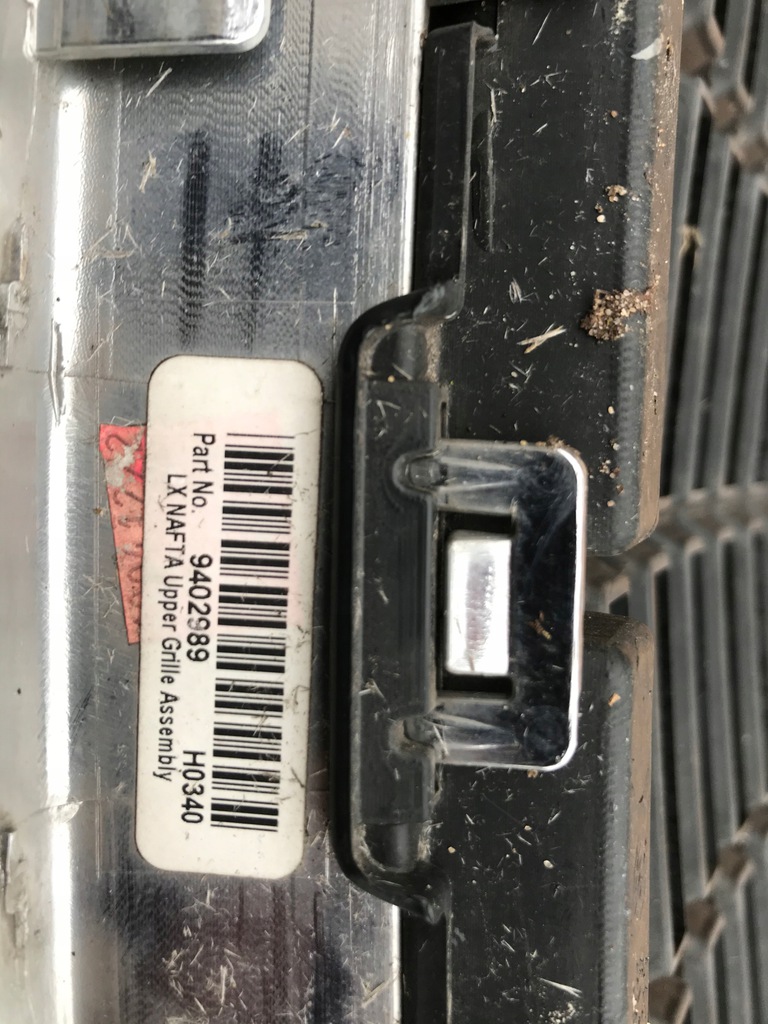 Part No. 9402989 H0340
LX NAFTA Upper Grille Assembly